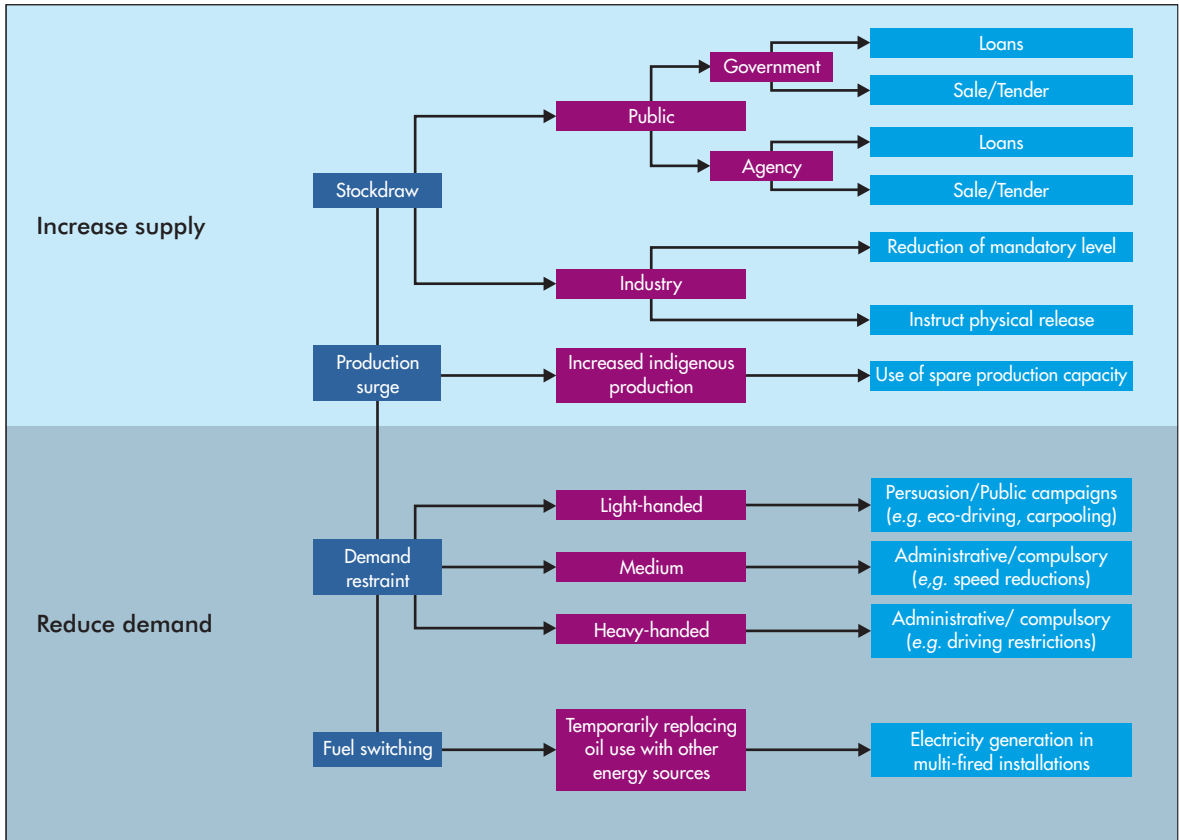 Increase supply
Stockdraw
Public
Government
Loans
Sale/Tender
Agency
Loans
Sale/Tender
Industry
Reduction of mandatory level
Instruct physical release
Production
surge
Increased indigenous
production
Use of spare production capacity
Reduce demand
Demand
restraint
Light-handed
Persuasion/Public campaigns
(e.g. eco-driving, carpooling)
Medium
Administrative/compulsory
(e,g. speed reductions)
Heavy-handed
Administrative/ compulsory
(e.g. driving restrictions)
Fuel switching
Temporarily replacing
oil use with other
energy sources
Electricity generation in
multi-fired installations